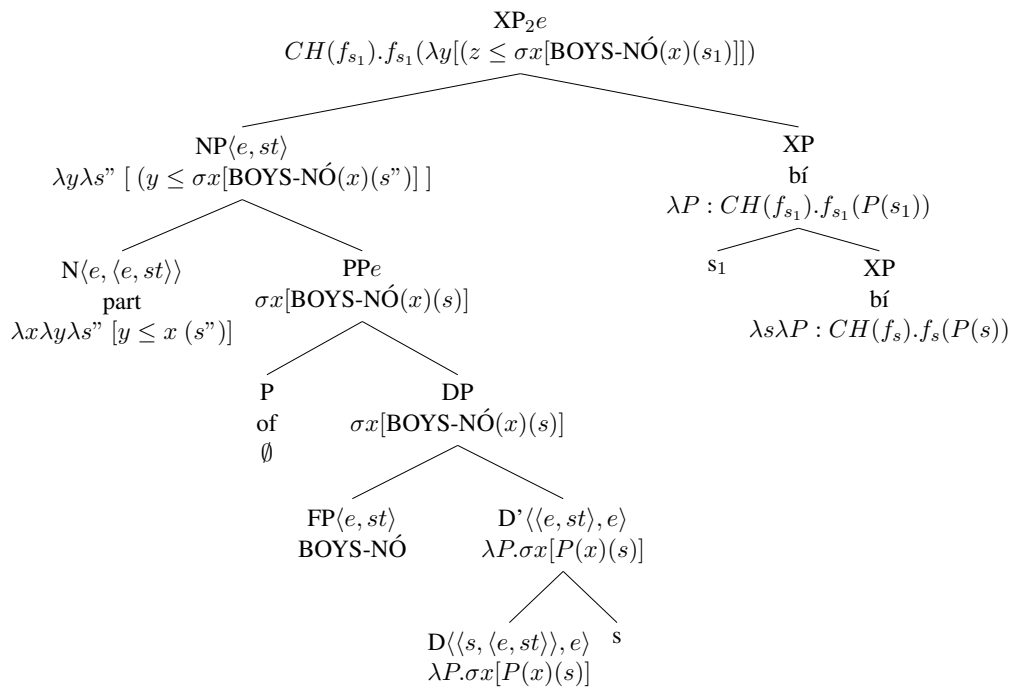 XP₂e
CH(f_{s₁}).f_{s₁}(λy[(z ≤ σx[BOYS-NÓ(x)(s₁)]])
NP⟨e, st⟩
λyλs” [ (y ≤ σx[BOYS-NÓ(x)(s”)] ]
XP
bí
λP : CH(f_{s₁}).f_{s₁}(P(s₁))
N⟨e, ⟨e, st⟩⟩
part
λxλyλs” [y ≤ x (s”)]
PPe
σx[BOYS-NÓ(x)(s)]
s₁
XP
bí
λsλP : CH(f_s).f_s(P(s))
P
of
∅
DP
σx[BOYS-NÓ(x)(s)]
FP⟨e, st⟩
BOYS-NÓ
D’⟨⟨e, st⟩, e⟩
λP.σx[P(x)(s)]
D⟨⟨s, ⟨e, st⟩⟩, e⟩
λP.σx[P(x)(s)]
s